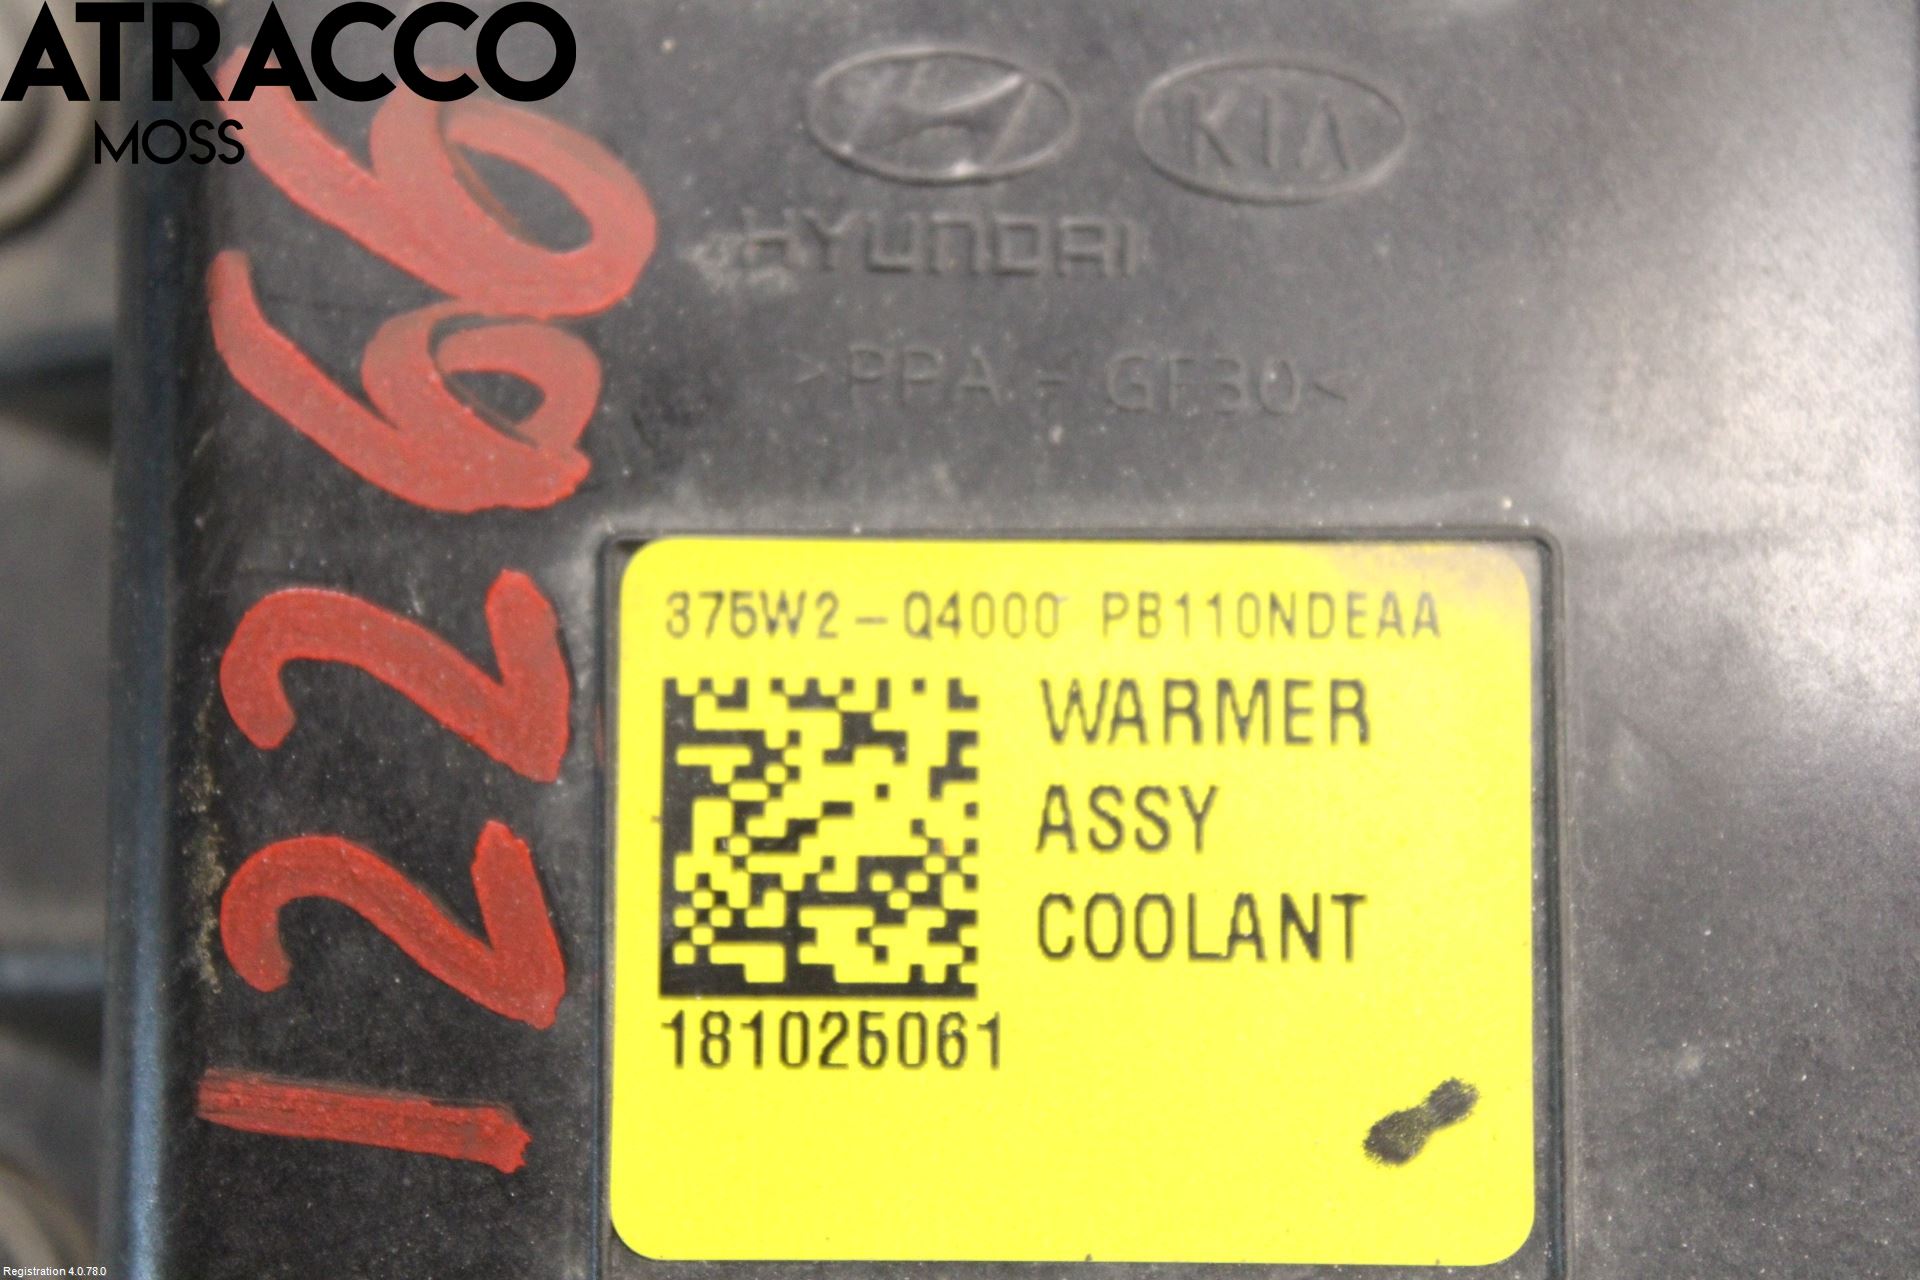 ATRACCO
MOSS
12266
KIA
HYUNDAI
>PPA - GF30<
375W2-Q4000 PB110NDEAA
WARMER
ASSY
COOLANT
181025061
Registration 4.0.78.0